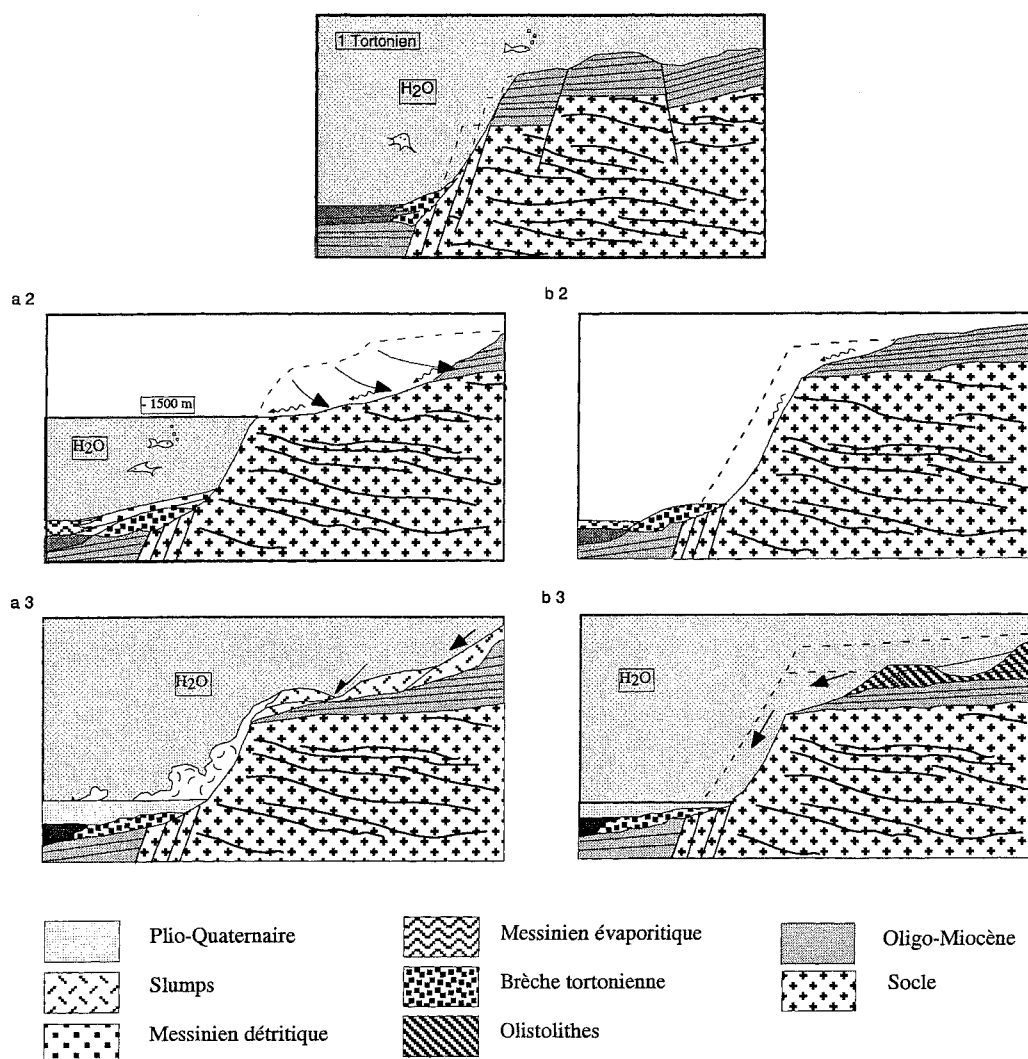 1 Tortonien
H2O
a 2
b 2
- 1500 m
H2O
a 3
b 3
H2O
H2O
Plio-Quaternaire
Messinien évaporitique
Oligo-Miocène
Slumps
Brèche tortonienne
Socle
Messinien détritique
Olistolithes